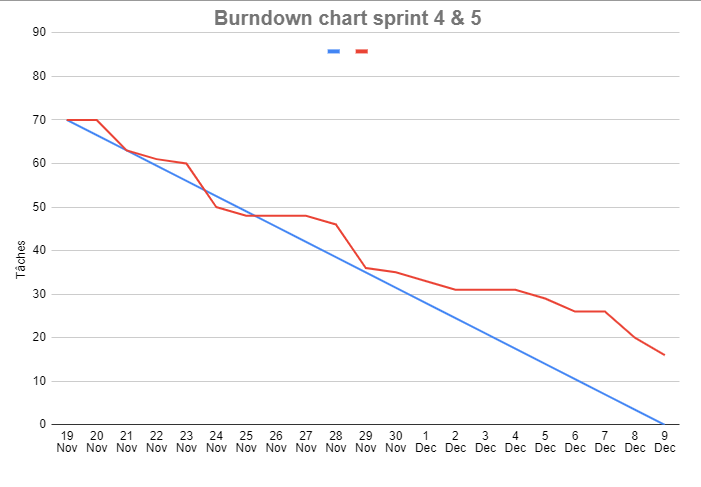 Burndown chart sprint 4 & 5
90
80
70
60
50
40
30
20
10
0
Tâches
19 Nov
20 Nov
21 Nov
22 Nov
23 Nov
24 Nov
25 Nov
26 Nov
27 Nov
28 Nov
29 Nov
30 Nov
1 Dec
2 Dec
3 Dec
4 Dec
5 Dec
6 Dec
7 Dec
8 Dec
9 Dec